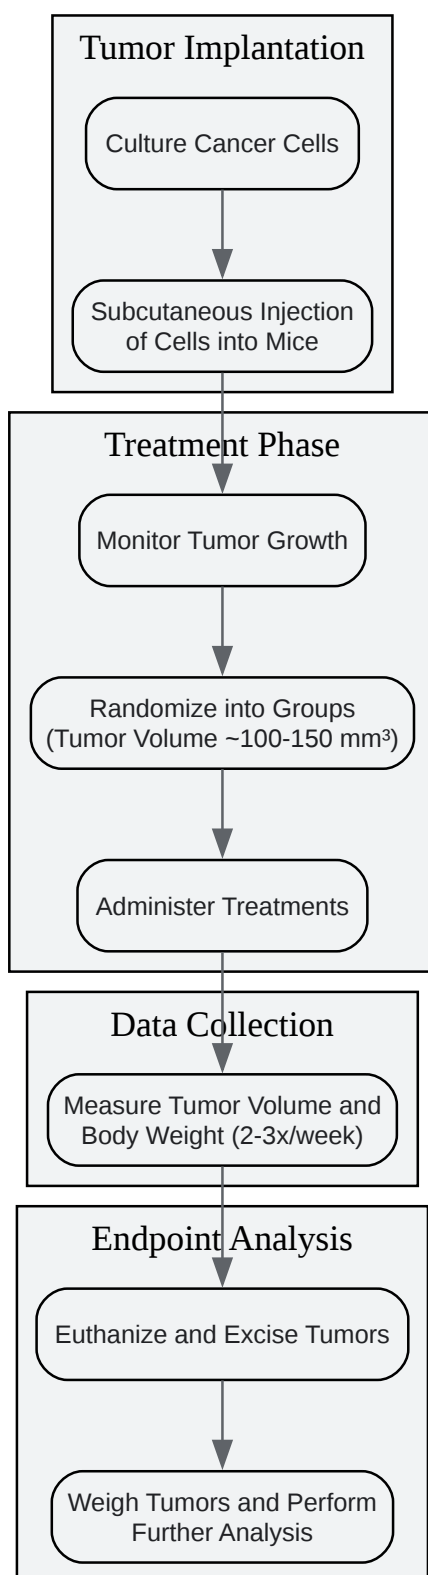 Tumor Implantation
Culture Cancer Cells
Subcutaneous Injection
of Cells into Mice
Treatment Phase
Monitor Tumor Growth
Randomize into Groups
(Tumor Volume ~100-150 mm³)
Administer Treatments
Data Collection
Measure Tumor Volume and
Body Weight (2-3x/week)
Endpoint Analysis
Euthanize and Excise Tumors
Weigh Tumors and Perform
Further Analysis